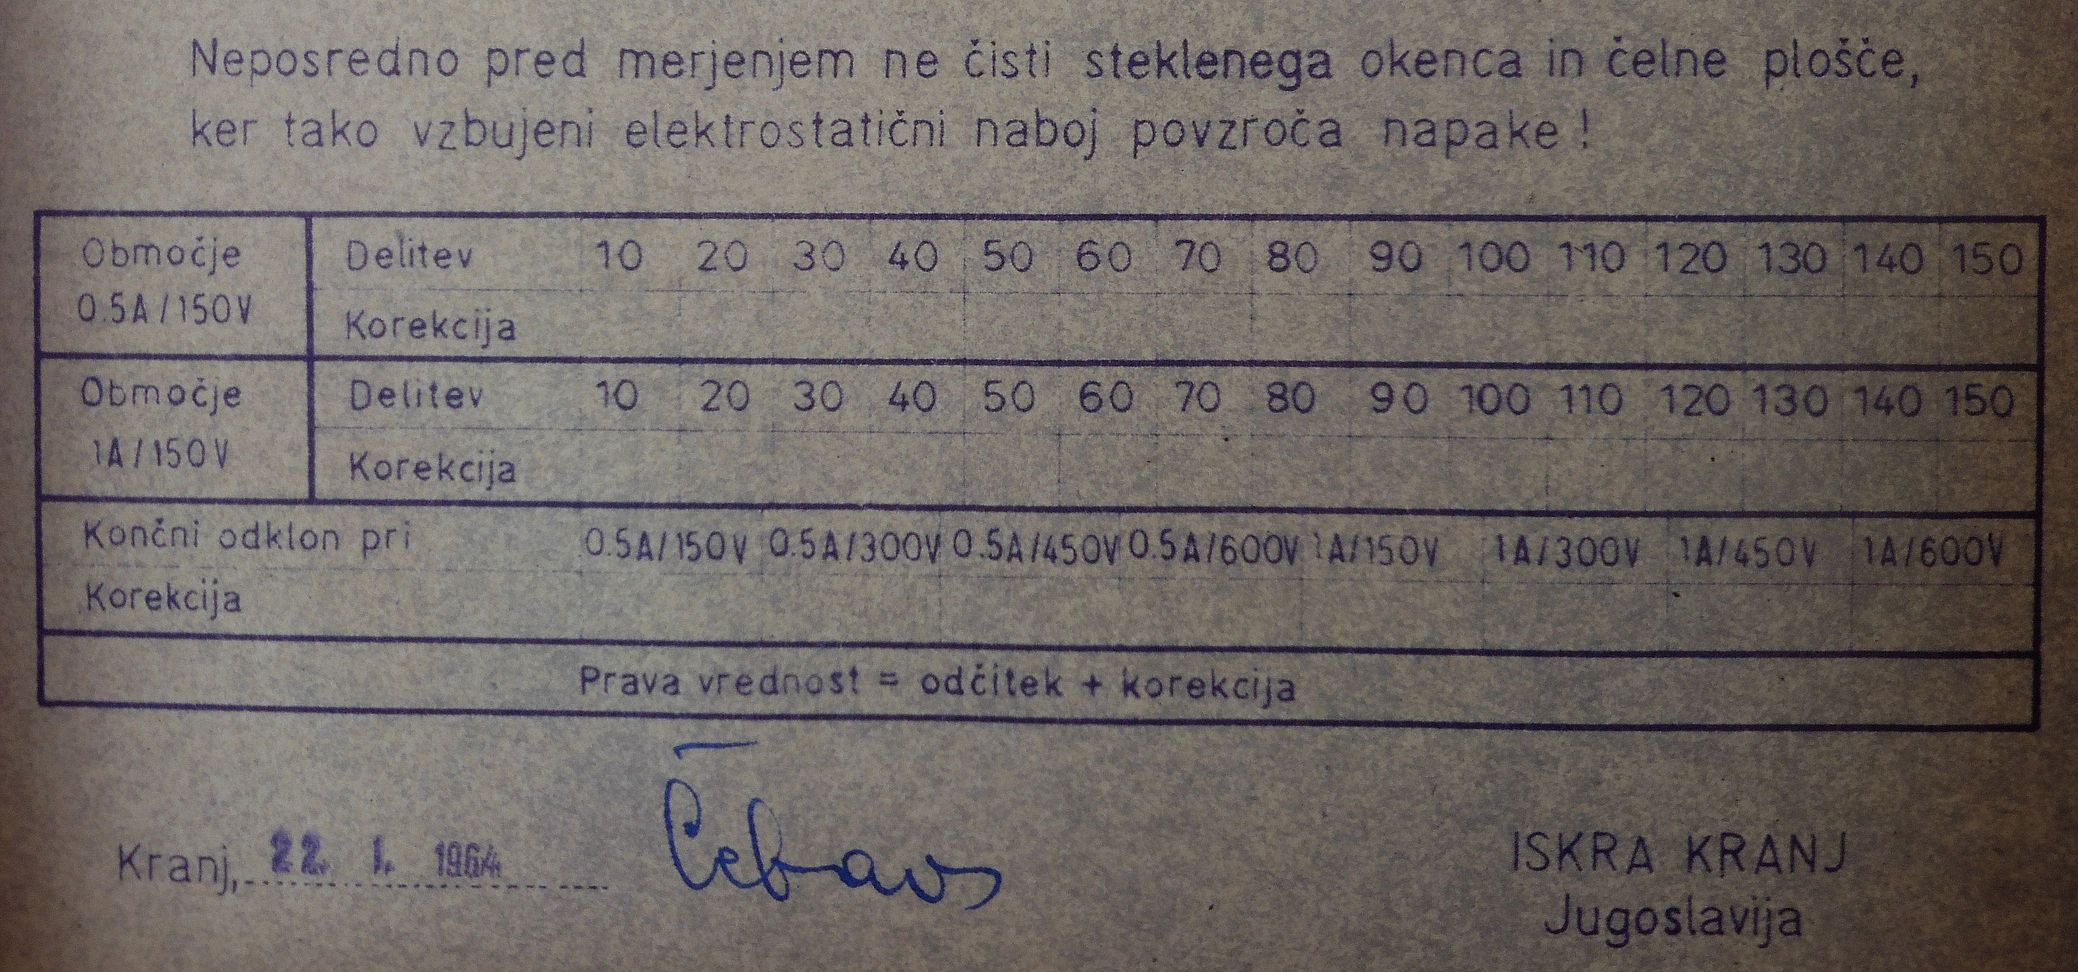 Neposredno pred merjenjem ne čisti steklenega okenca in čelne plošče,
ker tako vzbujeni elektrostatični naboj povzroča napake!
Območje 0.5A/150V
Delitev 10 20 30 40 50 60 70 80 90 100 110 120 130 140 150
Korekcija
Območje 1A/150V
Delitev 10 20 30 40 50 60 70 80 90 100 110 120 130 140 150
Korekcija
Končni odklon pri 0.5A/150V 0.5A/300V 0.5A/450V 0.5A/600V 1A/150V 1A/300V 1A/450V 1A/600V
Korekcija
Prava vrednost = odčitek + korekcija
Kranj, 22. 1. 1964
ISKRA KRANJ
Jugoslavija